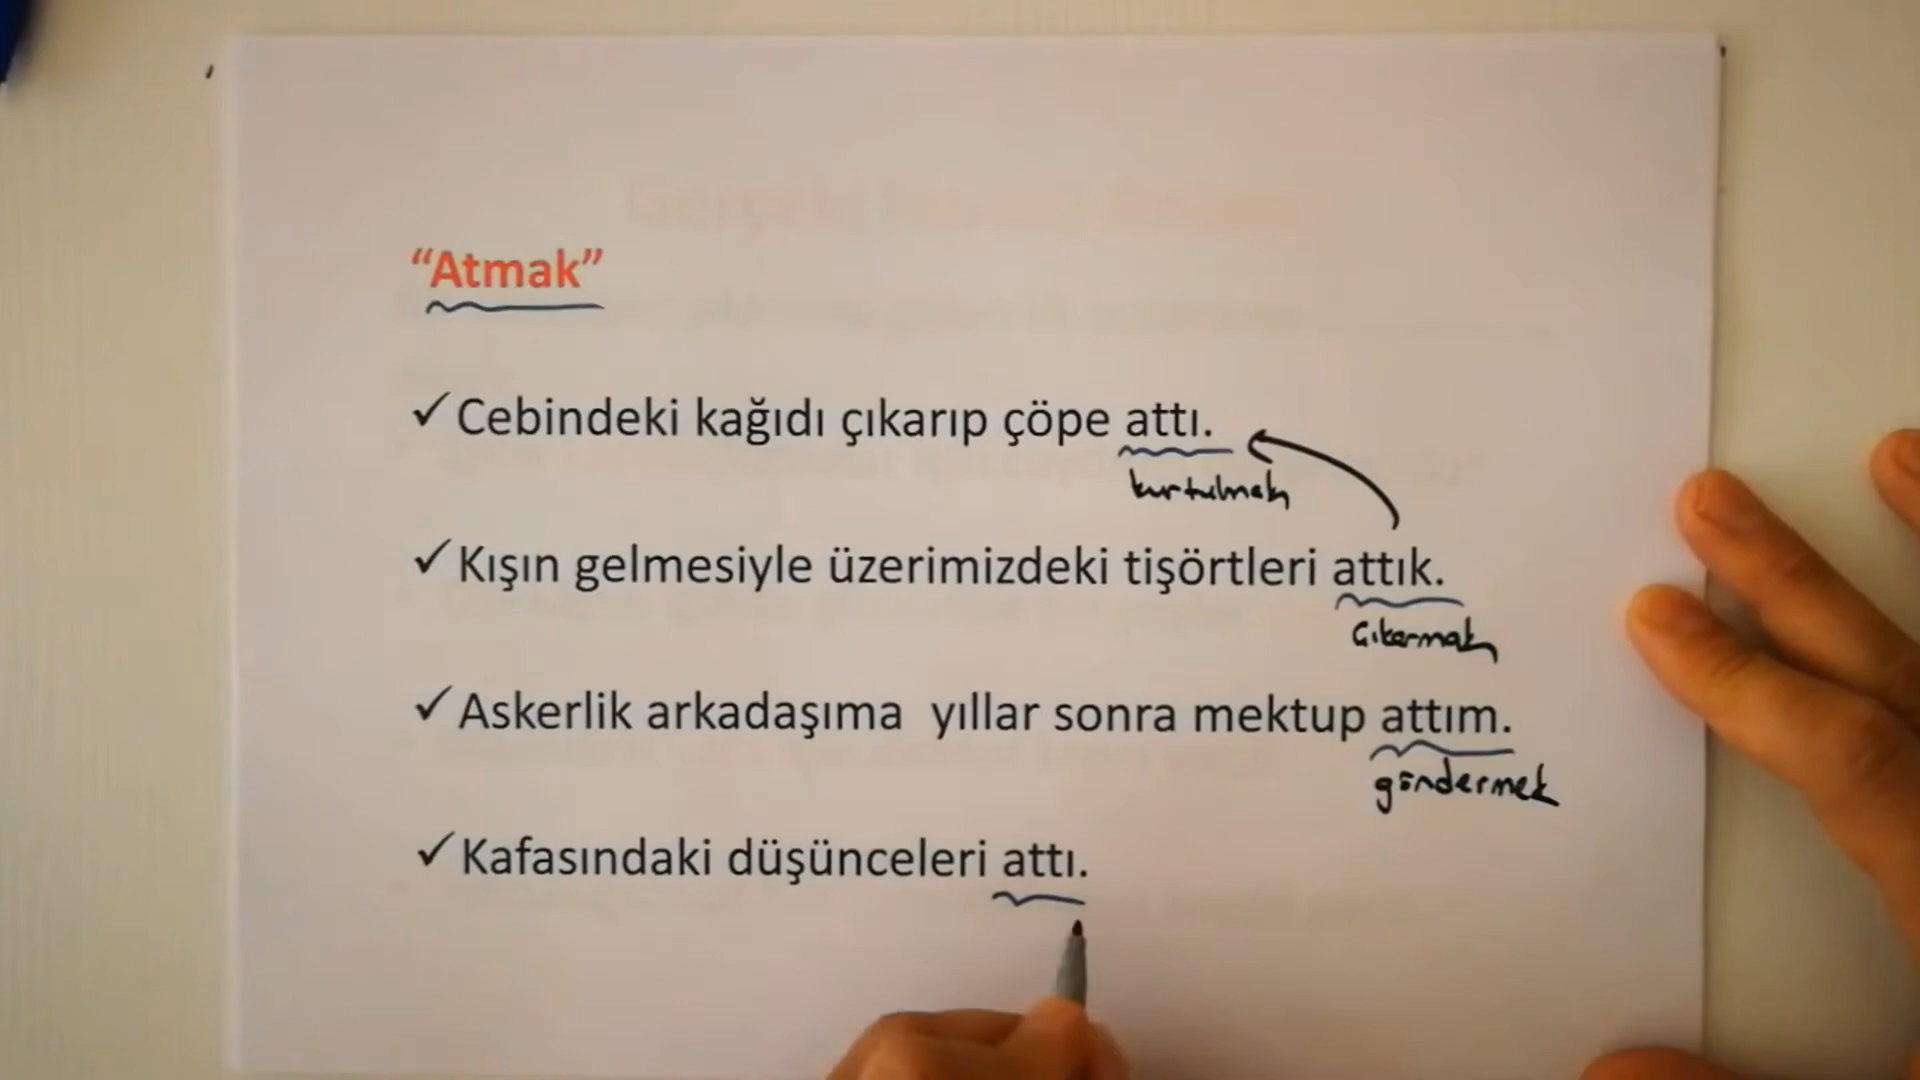 “Atmak”
✓ Cebindeki kağıdı çıkarıp çöpe attı.
kurtulmak
✓ Kışın gelmesiyle üzerimizdeki tişörtleri attık.
Çıkarmak
✓ Askerlik arkadaşıma yıllar sonra mektup attım.
göndermek
✓ Kafasındaki düşünceleri attı.